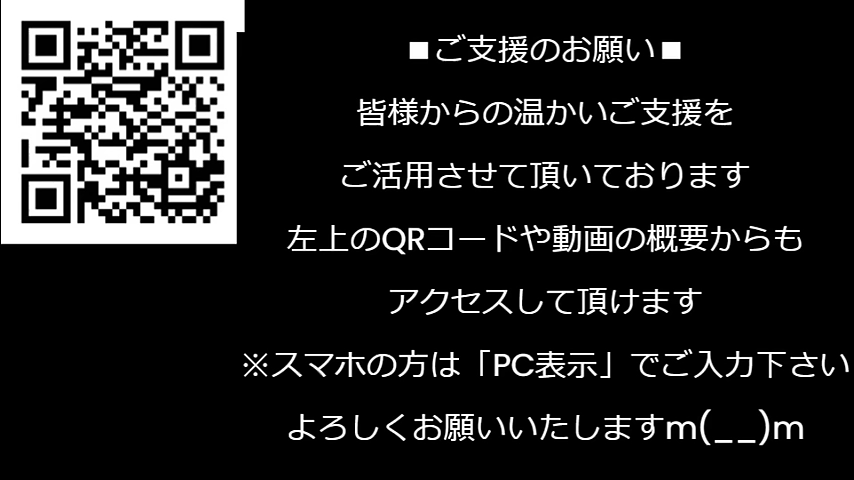 ■ご支援のお願い■
皆様からの温かいご支援を
ご活用させて頂いております
左上のQRコードや動画の概要からも
アクセスして頂けます
※スマホの方は「PC表示」でご入力下さい
よろしくお願いいたしますm(__)m